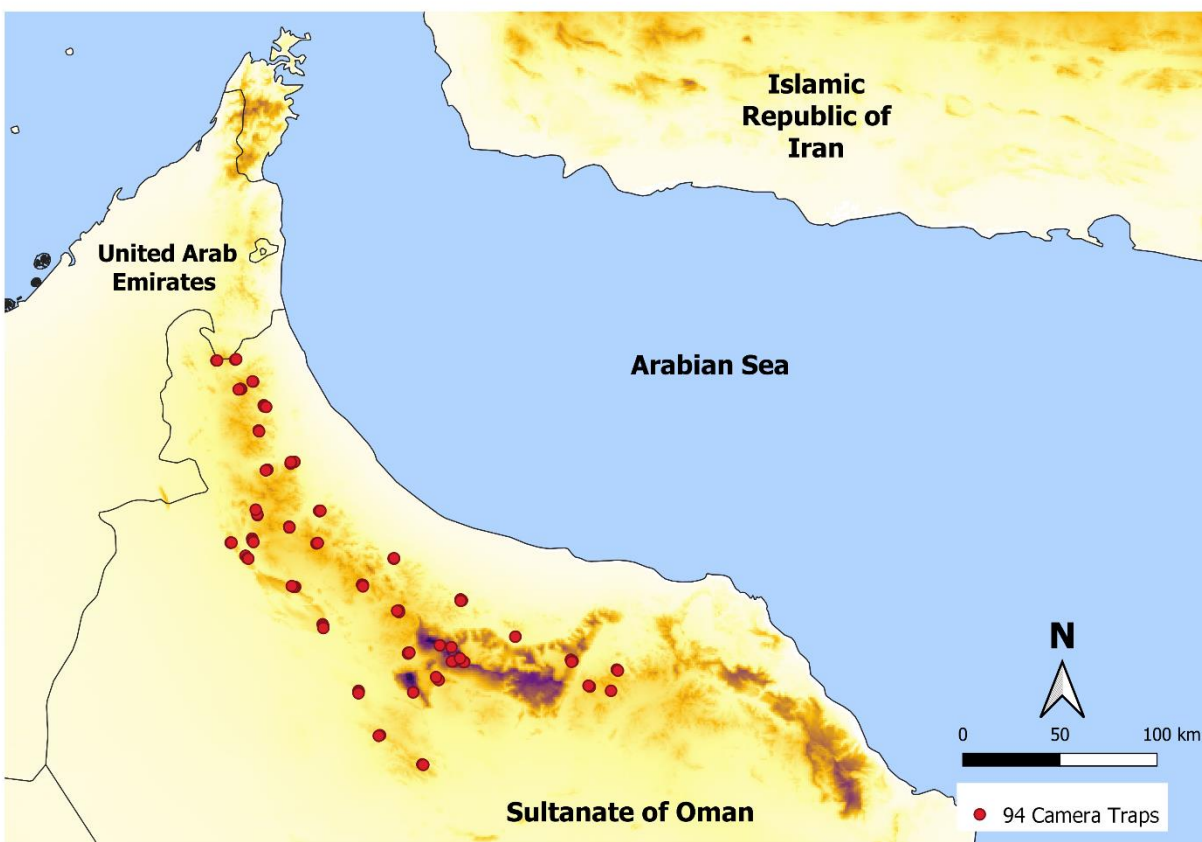 Islamic
Republic of
Iran
United Arab
Emirates
Arabian Sea
N
0 50 100 km
Sultanate of Oman
94 Camera Traps